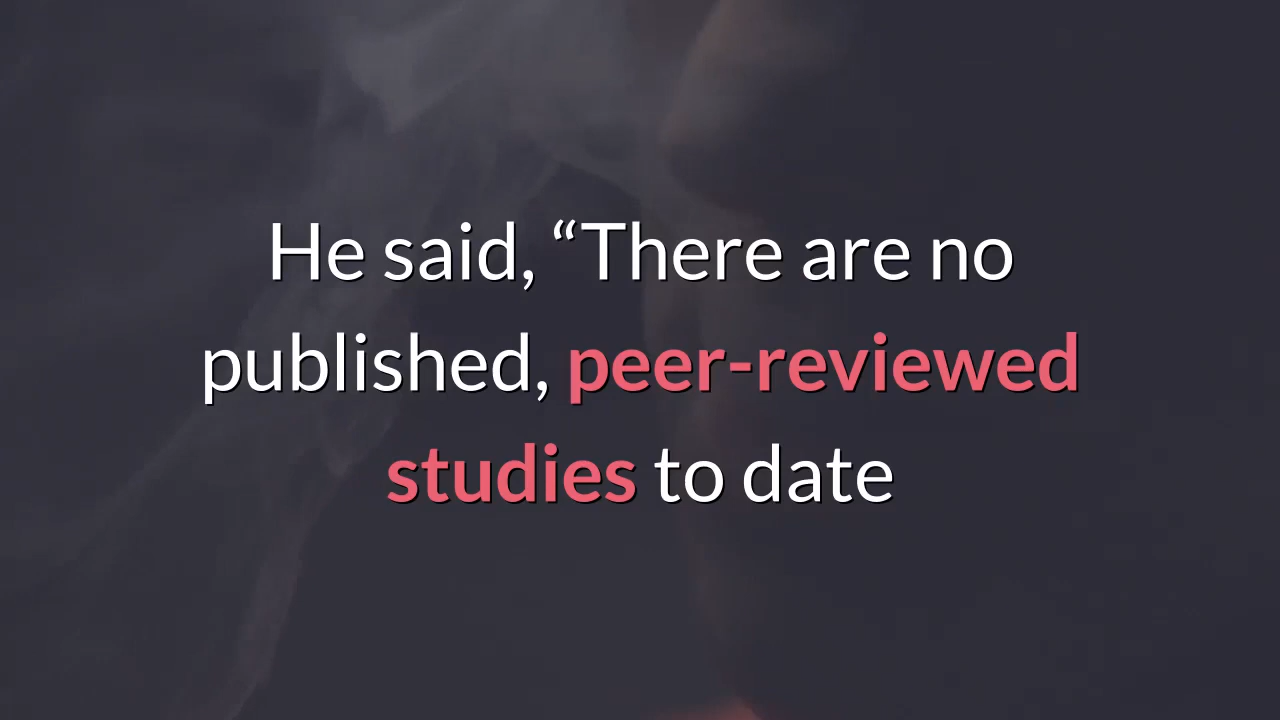 He said, “There are no
published, peer-reviewed
studies to date